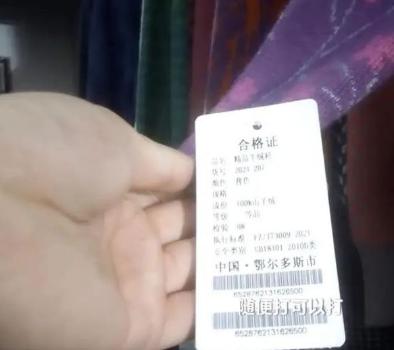 合格证
品名 精品羊绒衫
货号 2021-207
颜色
规格
成份 100%山羊绒
等级 一等品
检验 08
执行标准 FZ/T73009-2021
安全类别 GB18401-2010B类
中国·鄂尔多斯市
6528762131626500
随便打可以打
6528762131626500